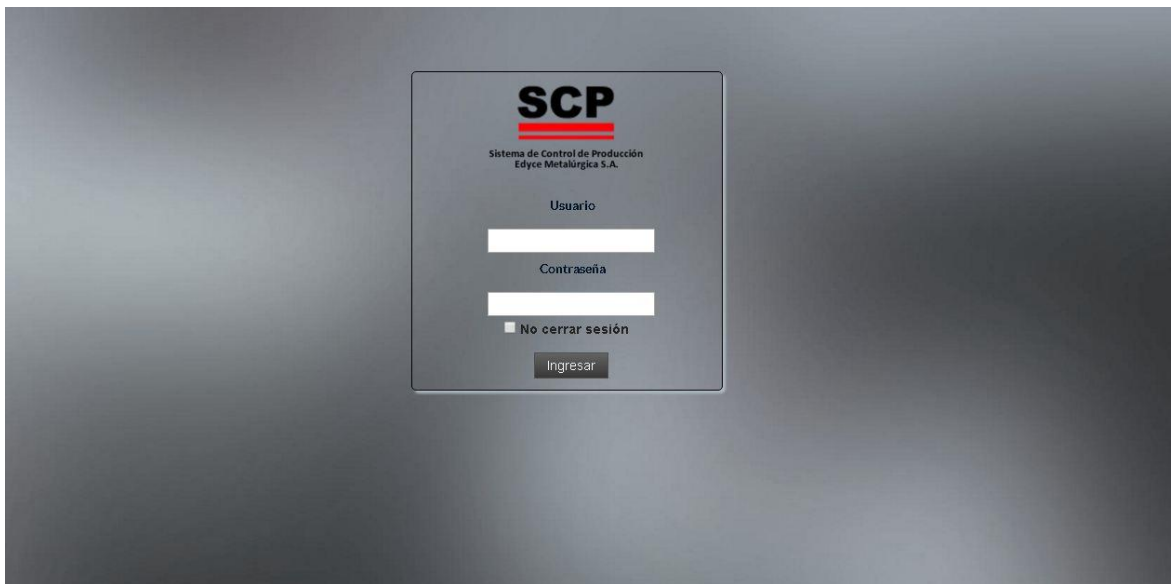 SCP
Sistema de Control de Producción
Edyce Metalúrgica S.A.
Usuario
Contraseña
No cerrar sesión
Ingresar